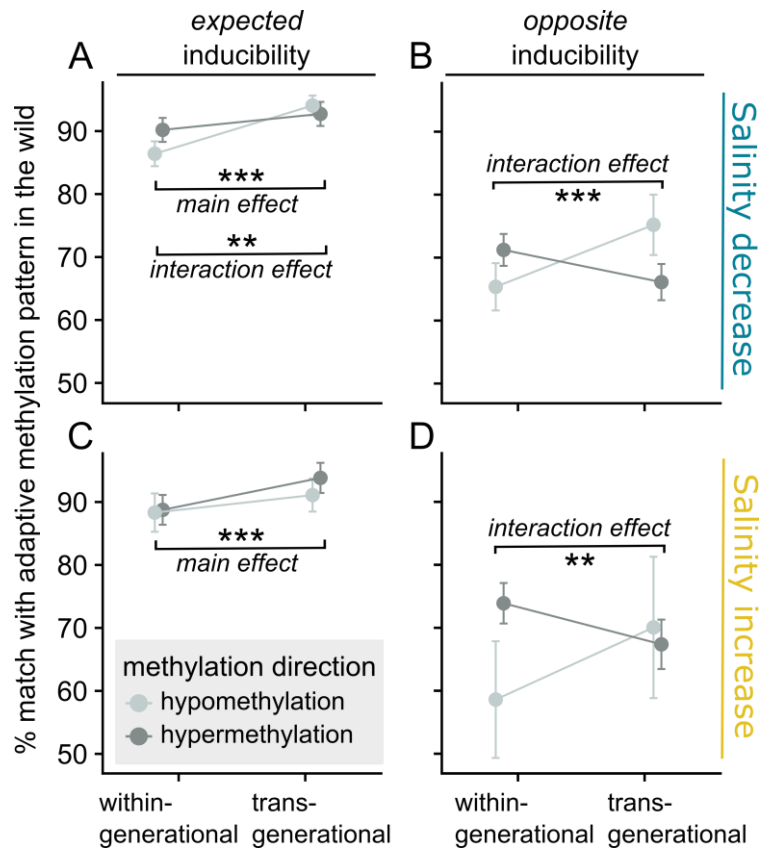 expected
inducibility
opposite
inducibility
A
B
% match with adaptive methylation pattern in the wild
90
80
70
60
50
***
main effect
**
interaction effect
interaction effect
***
Salinity decrease
C
D
90
80
70
60
50
***
main effect
methylation direction
hypomethylation
hypermethylation
interaction effect
**
Salinity increase
within-
generational
trans-
generational
within-
generational
trans-
generational